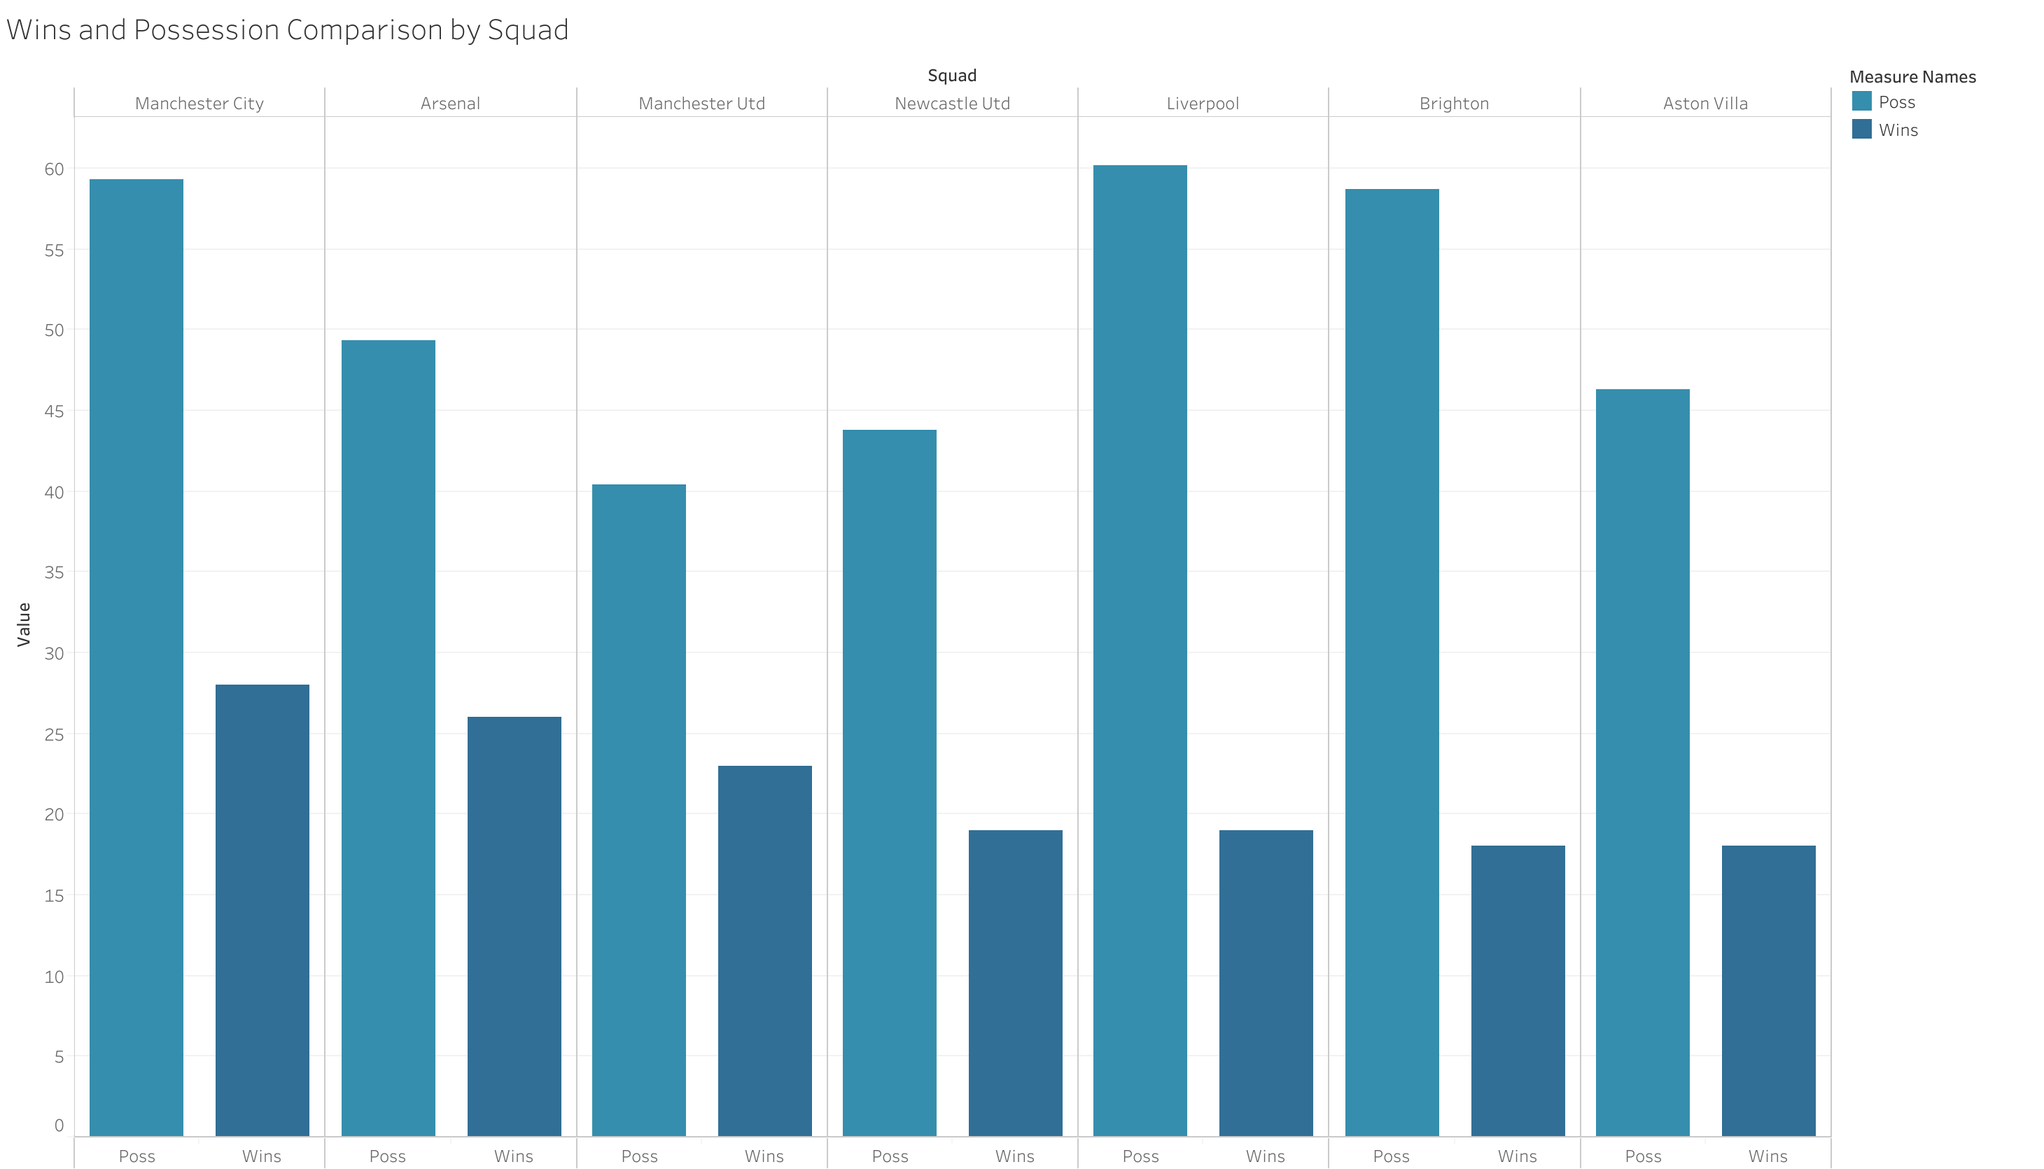 Wins and Possession Comparison by Squad
Squad
Measure Names
Manchester City Arsenal Manchester Utd Newcastle Utd Liverpool Brighton Aston Villa
Poss
Wins
60
55
50
45
40
35
30
25
20
15
10
5
0
Value
Poss Wins Poss Wins Poss Wins Poss Wins Poss Wins Poss Wins Poss Wins